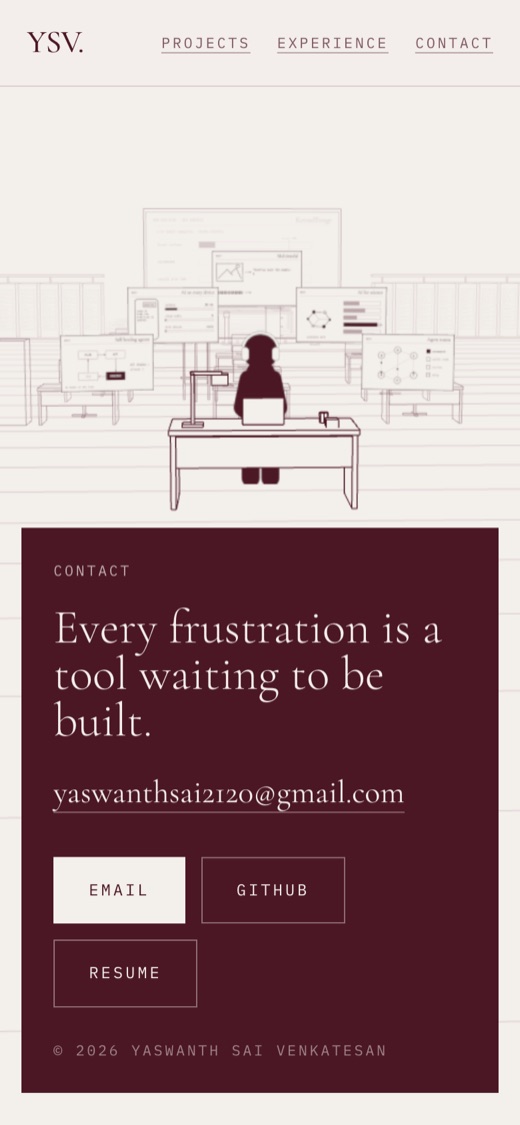 YSV.
PROJECTS EXPERIENCE CONTACT
CONTACT
Every frustration is a
tool waiting to be
built.
yaswanthsai2120@gmail.com
EMAIL
GITHUB
RESUME
© 2026 YASWANTH SAI VENKATESAN